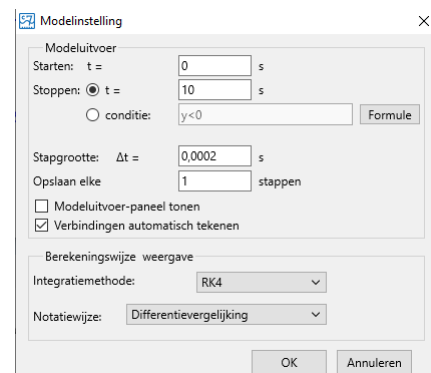 Modelinstelling
Modeluitvoer
Starten: t = 0 s
Stoppen: t = 10 s
conditie: y<0 Formule
Stapgrootte: Δt = 0,0002 s
Opslaan elke 1 stappen
Modeluitvoer-paneel tonen
Verbindingen automatisch tekenen
Berekeningswijze weergave
Integratiemethode: RK4
Notatiewijze: Differentievergelijking
OK Annuleren